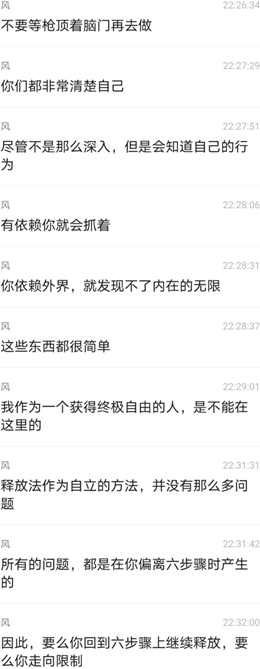 风 22:26:34
不要等枪顶着脑门再去做
风 22:27:29
你们都非常清楚自己
风 22:27:51
尽管不是那么深入，但是会知道自己的行
为
风 22:28:06
有依赖你就会抓着
风 22:28:31
你依赖外界，就发现不了内在的无限
风 22:28:37
这些东西都很简单
风 22:29:01
我作为一个获得终极自由的人，是不能在
这里的
风 22:31:31
释放法作为自立的方法，并没有那么多问
题
风 22:31:42
所有的问题，都是在你偏离六步骤时产生
的
风 22:32:00
因此，要么你回到六步骤上继续释放，要
么你走向限制